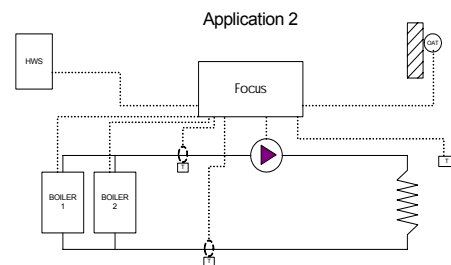 Application 2
HWS
OAT
Focus
T
T
BOILER
1
BOILER
2
T